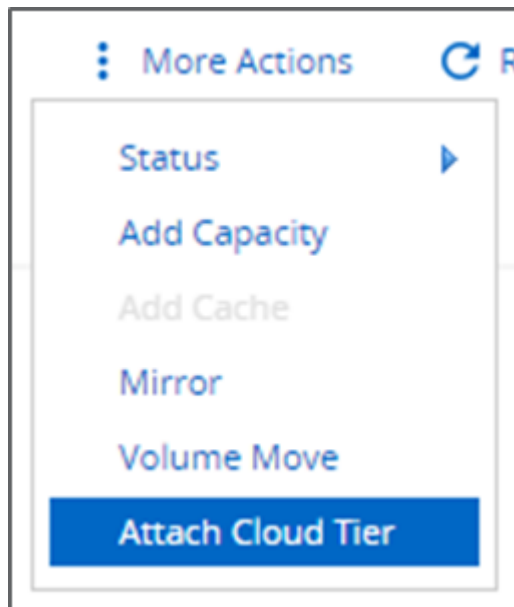 More Actions R
Status
Add Capacity
Add Cache
Mirror
Volume Move
Attach Cloud Tier